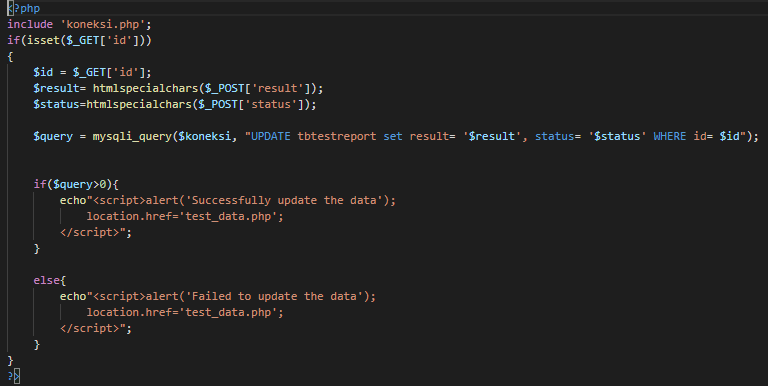 <?php
include 'koneksi.php';
if(isset($_GET['id']))
{
    $id = $_GET['id'];
    $result= htmlspecialchars($_POST['result']);
    $status=htmlspecialchars($_POST['status']);
    $query = mysqli_query($koneksi, "UPDATE tbtestreport set result= '$result', status= '$status' WHERE id= $id");
    if($query>0){
        echo"<script>alert('Successfully update the data');
            location.href='test_data.php';
        </script>";
    }
    else{
        echo"<script>alert('Failed to update the data');
            location.href='test_data.php';
        </script>";
    }
}
?>